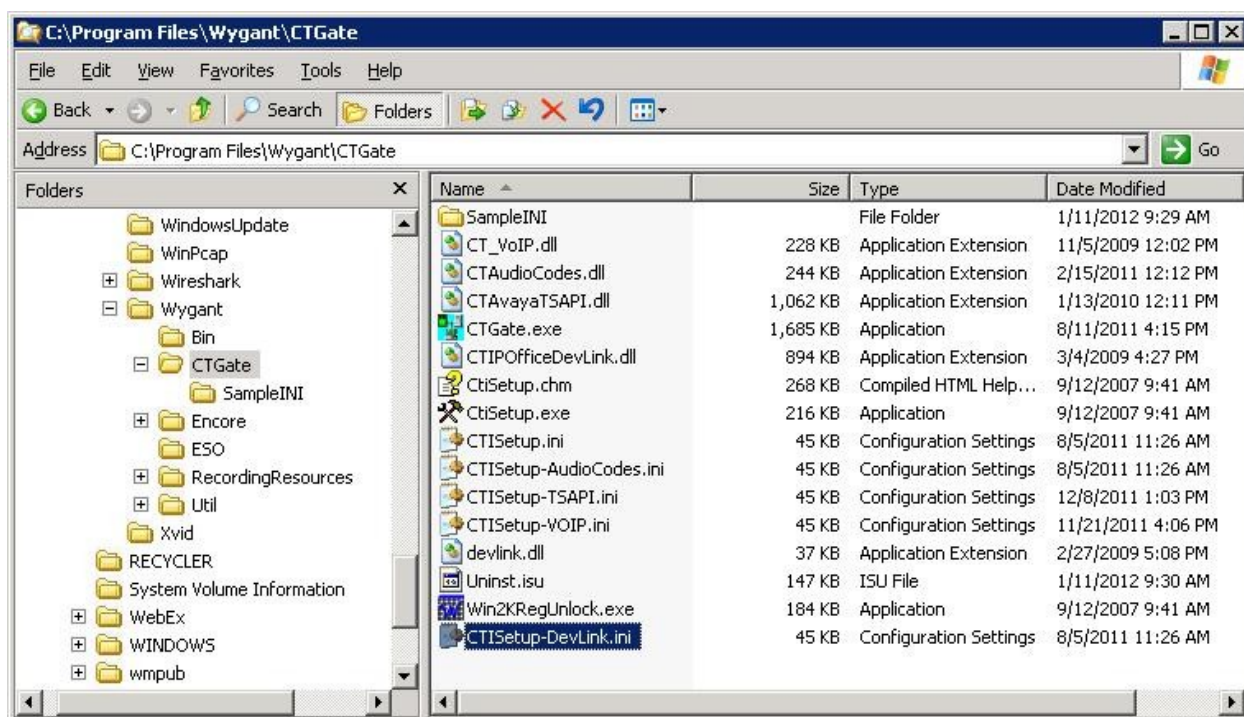 C:\Program Files\Wygant\CTGate
File Edit View Favorites Tools Help
Back Search Folders
Address C:\Program Files\Wygant\CTGate Go
Folders
WindowsUpdate
WinPcap
Wireshark
Wygant
Bin
CTGate
SampleINI
Encore
ESO
RecordingResources
Util
Xvid
RECYCLER
System Volume Information
WebEx
WINDOWS
wmpub
Name Size Type Date Modified
SampleINI File Folder 1/11/2012 9:29 AM
CT_VoIP.dll 228 KB Application Extension 11/5/2009 12:02 PM
CTAudioCodes.dll 244 KB Application Extension 2/15/2011 12:12 PM
CTAvayaTSAPI.dll 1,062 KB Application Extension 1/13/2010 12:11 PM
CTGate.exe 1,685 KB Application 8/11/2011 4:15 PM
CTIPOfficeDevLink.dll 894 KB Application Extension 3/4/2009 4:27 PM
CtiSetup.chm 268 KB Compiled HTML Help... 9/12/2007 9:41 AM
CtiSetup.exe 216 KB Application 9/12/2007 9:41 AM
CTISetup.ini 45 KB Configuration Settings 8/5/2011 11:26 AM
CTISetup-AudioCodes.ini 45 KB Configuration Settings 8/5/2011 11:26 AM
CTISetup-TSAPI.ini 45 KB Configuration Settings 12/8/2011 1:03 PM
CTISetup-VOIP.ini 45 KB Configuration Settings 11/21/2011 4:06 PM
devlink.dll 37 KB Application Extension 2/27/2009 5:08 PM
Uninst.isu 147 KB ISU File 1/11/2012 9:30 AM
Win2KRegUnlock.exe 184 KB Application 9/12/2007 9:41 AM
CTISetup-DevLink.ini 45 KB Configuration Settings 8/5/2011 11:26 AM